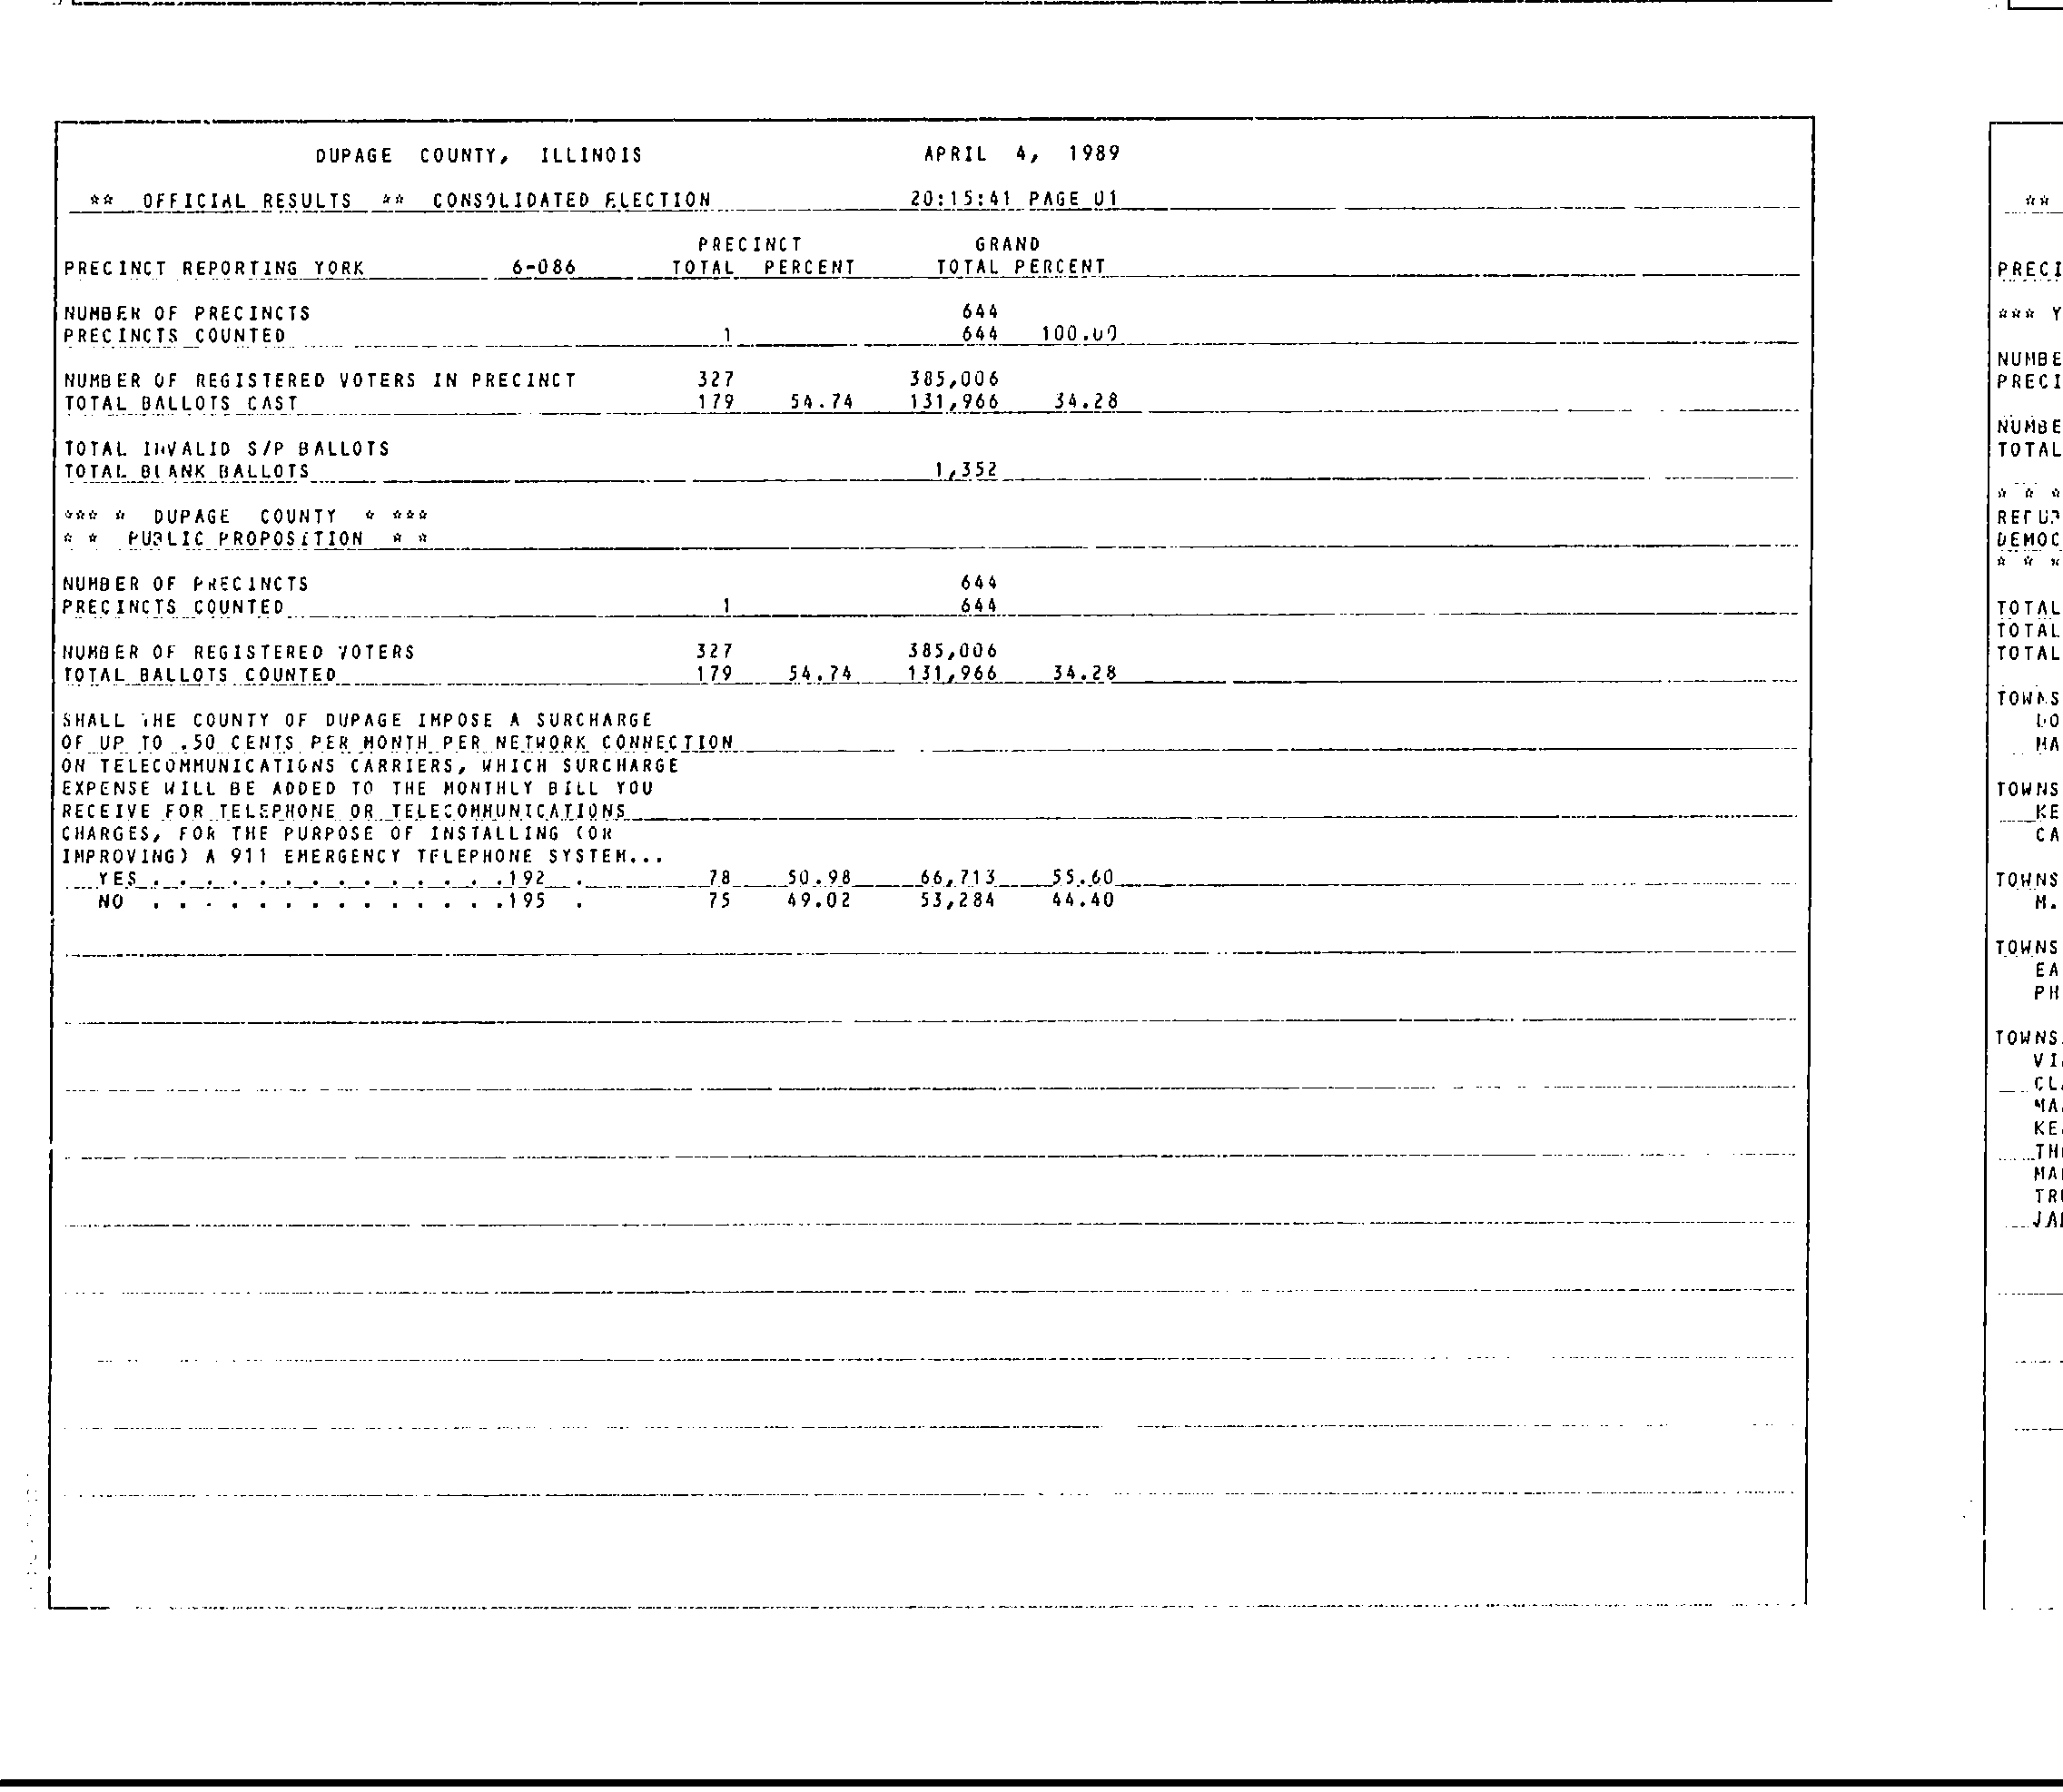 DUPAGE COUNTY, ILLINOIS APRIL 4, 1989
** OFFICIAL RESULTS ** CONSOLIDATED ELECTION 20:15:41 PAGE 01
PRECINCT GRAND
PRECINCT REPORTING YORK 6-086 TOTAL PERCENT TOTAL PERCENT
NUMBER OF PRECINCTS 644
PRECINCTS COUNTED 1 644 100.00
NUMBER OF REGISTERED VOTERS IN PRECINCT 327 385,006
TOTAL BALLOTS CAST 179 54.74 131,966 34.28
TOTAL INVALID S/P BALLOTS
TOTAL BLANK BALLOTS 1,352
*** * DUPAGE COUNTY * ***
* * PUBLIC PROPOSITION * *
NUMBER OF PRECINCTS 644
PRECINCTS COUNTED 1 644
NUMBER OF REGISTERED VOTERS 327 385,006
TOTAL BALLOTS COUNTED 179 54.74 131,966 34.28
SHALL THE COUNTY OF DUPAGE IMPOSE A SURCHARGE
OF UP TO .50 CENTS PER MONTH PER NETWORK CONNECTION
ON TELECOMMUNICATIONS CARRIERS, WHICH SURCHARGE
EXPENSE WILL BE ADDED TO THE MONTHLY BILL YOU
RECEIVE FOR TELEPHONE OR TELECOMMUNICATIONS
CHARGES, FOR THE PURPOSE OF INSTALLING (OR
IMPROVING) A 911 EMERGENCY TELEPHONE SYSTEM...
YES . . . . . . . . . . . . . .192 . 78 50.98 66,713 55.60
NO . . . . . . . . . . . . . .195 . 75 49.02 53,284 44.40
**
PRECI
*** Y
NUMBE
PRECI
NUMBE
TOTAL
* * *
DEMOC
* * *
TOTAL
TOTAL
TOTAL
TOWNS
MA
TOWNS
KE
CA
TOWNS
M.
TOWNS
EA
PH
TOWNS
VI
CL
MA
KE
TH
MA
TR
JA